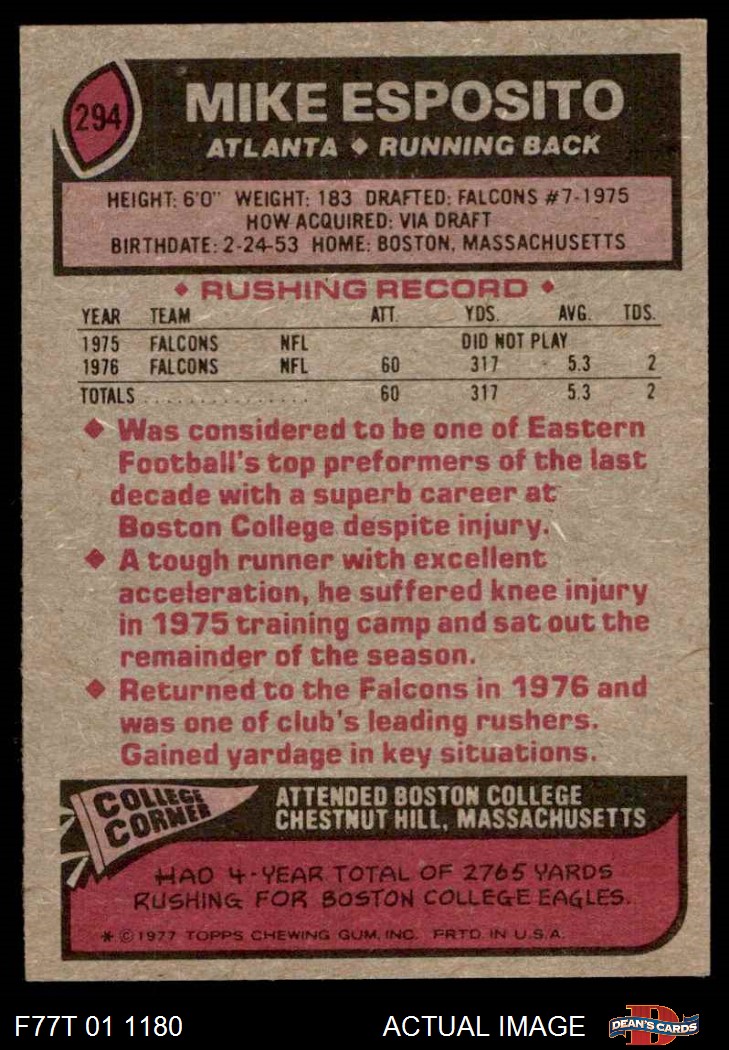 294
MIKE ESPOSITO
ATLANTA ♦ RUNNING BACK
HEIGHT: 6'0" WEIGHT: 183 DRAFTED: FALCONS #7-1975
HOW ACQUIRED: VIA DRAFT
BIRTHDATE: 2-24-53 HOME: BOSTON, MASSACHUSETTS
♦ RUSHING RECORD ♦
YEAR TEAM ATT. YDS. AVG. TDS.
1975 FALCONS NFL DID NOT PLAY
1976 FALCONS NFL 60 317 5.3 2
TOTALS . . . . . . . . . . . . . . . . 60 317 5.3 2
♦ Was considered to be one of Eastern
Football's top preformers of the last
decade with a superb career at
Boston College despite injury.
♦ A tough runner with excellent
acceleration, he suffered knee injury
in 1975 training camp and sat out the
remainder of the season.
♦ Returned to the Falcons in 1976 and
was one of club's leading rushers.
Gained yardage in key situations.
COLLEGE
CORNER
ATTENDED BOSTON COLLEGE
CHESTNUT HILL, MASSACHUSETTS
HAD 4-YEAR TOTAL OF 2765 YARDS
RUSHING FOR BOSTON COLLEGE EAGLES.
* © 1977 TOPPS CHEWING GUM, INC. PRTD. IN U.S.A.
F77T 01 1180 ACTUAL IMAGE
D
DEAN'S CARDS